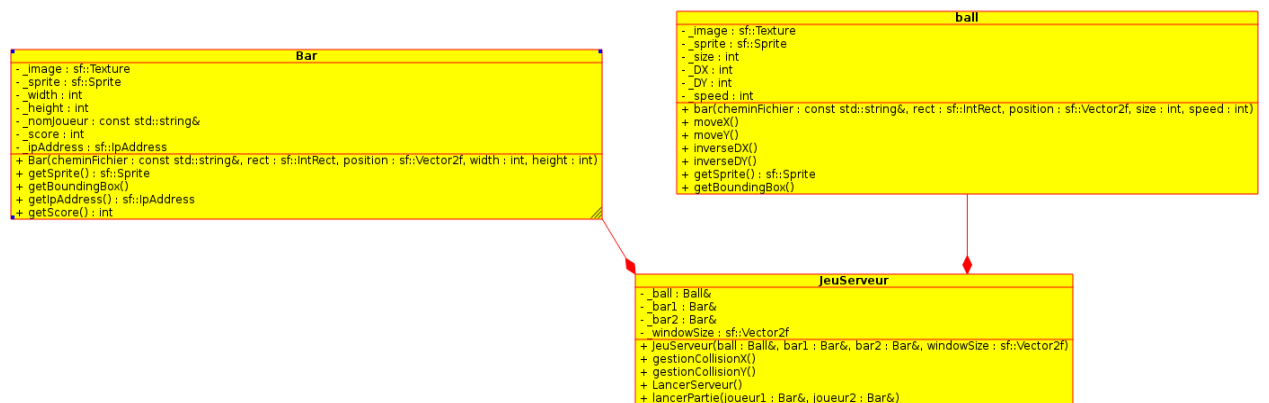 Bar
- _image : sf::Texture
- _sprite : sf::Sprite
- _width : int
- _height : int
- _nomJoueur : const std::string&
- _score : int
- _ipAddress : sf::IpAddress
+ Bar(cheminFichier : const std::string&, rect : sf::IntRect, position : sf::Vector2f, width : int, height : int)
+ getSprite() : sf::Sprite
+ getBoundingBox()
+ getIpAddress() : sf::IpAddress
+ getScore() : int
ball
- _image : sf::Texture
- _sprite : sf::Sprite
- _size : int
- _DX : int
- _DY : int
- _speed : int
+ bar(cheminFichier : const std::string&, rect : sf::IntRect, position : sf::Vector2f, size : int, speed : int)
+ moveX()
+ moveY()
+ inverseDX()
+ inverseDY()
+ getSprite() : sf::Sprite
+ getBoundingBox()
JeuServeur
- _ball : Ball&
- _bar1 : Bar&
- _bar2 : Bar&
- _windowSize : sf::Vector2f
+ JeuServeur(ball : Ball&, bar1 : Bar&, bar2 : Bar&, windowSize : sf::Vector2f)
+ gestionCollisionX()
+ gestionCollisionY()
+ LancerServeur()
+ lancerPartie(joueur1 : Bar&, joueur2 : Bar&)